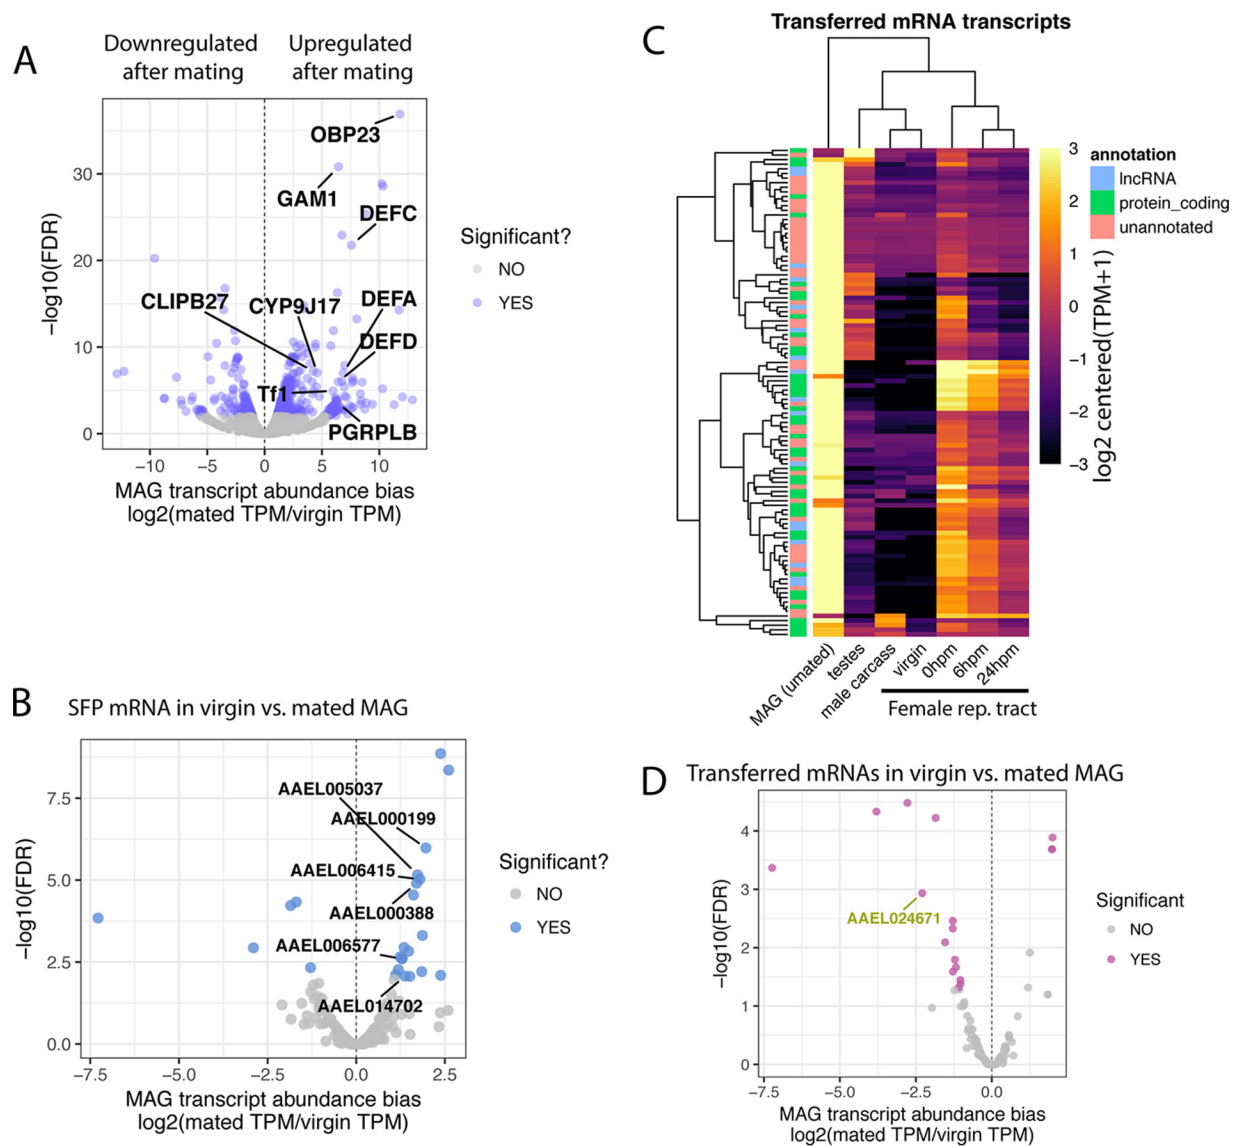 A
Downregulated
after mating
Upregulated
after mating
OBP23
GAM1
DEFC
CLIPB27
CYP9J17
DEFA
DEFD
Tf1
PGRPLB
30
20
10
0
−log10(FDR)
−10
−5
0
5
10
MAG transcript abundance bias
log2(mated TPM/virgin TPM)
Significant?
NO
YES
B
SFP mRNA in virgin vs. mated MAG
AAEL005037
AAEL000199
AAEL006415
AAEL000388
AAEL006577
AAEL014702
7.5
5.0
2.5
0.0
−log10(FDR)
−7.5
−5.0
−2.5
0.0
2.5
MAG transcript abundance bias
log2(mated TPM/virgin TPM)
Significant?
NO
YES
C
Transferred mRNA transcripts
3
2
1
0
−1
−2
−3
log2 centered(TPM+1)
annotation
lncRNA
protein_coding
unannotated
MAG (umated)
testes
male carcass
virgin
0hpm
6hpm
24hpm
Female rep. tract
D
Transferred mRNAs in virgin vs. mated MAG
AAEL024671
4
3
2
1
0
−log10(FDR)
−7.5
−5.0
−2.5
0.0
MAG transcript abundance bias
log2(mated TPM/virgin TPM)
Significant
NO
YES